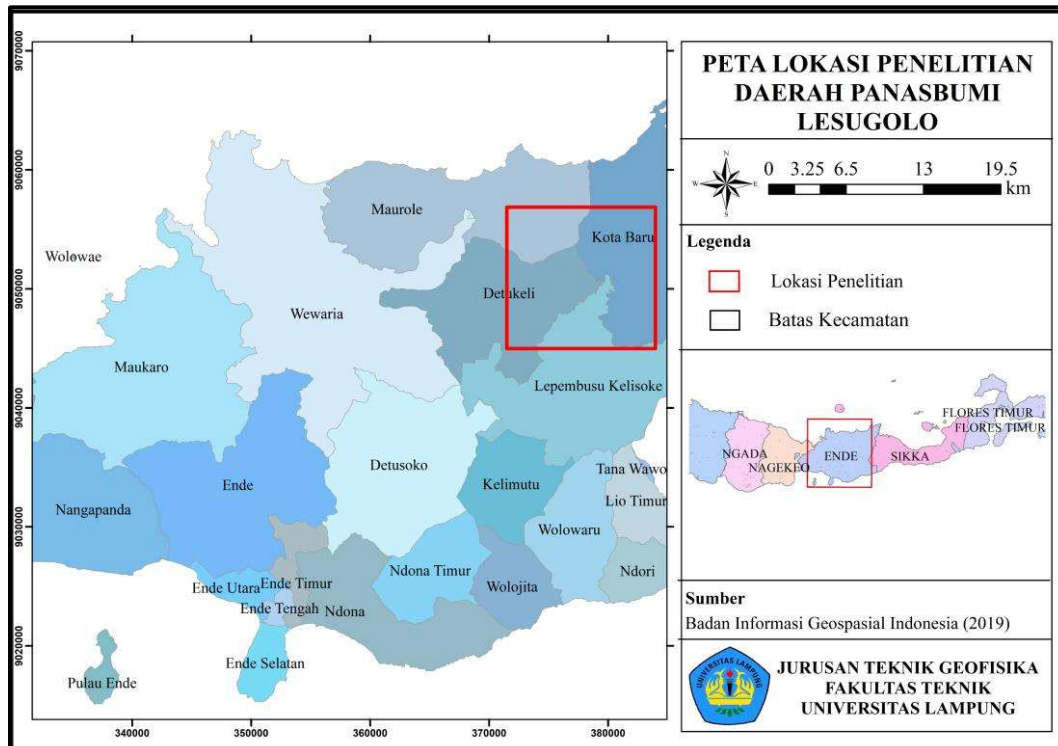 9070000
9060000
9050000
9040000
9030000
9020000
340000 350000 360000 370000 380000
Maurole
Kota Baru
Wolowae
Detukeli
Wewaria
Maukaro
Lepembusu Kelisoke
Detusoko
Tana Wawo
Ende
Kelimutu
Lio Timur
Nangapanda
Wolowaru
Ndona Timur
Ndori
Ende Timur
Ende Utara
Wolojita
Ende Tengah
Ndona
Ende Selatan
Pulau Ende
PETA LOKASI PENELITIAN
DAERAH PANASBUMI
LESUGOLO
N
W E
S
0 3.25 6.5 13 19.5
km
Legenda
Lokasi Penelitian
Batas Kecamatan
FLORES TIMUR
FLORES TIMUR
NGADA
ENDE
SIKKA
NAGEKEO
Sumber
Badan Informasi Geospasial Indonesia (2019)
UNIVERSITAS LAMPUNG
JURUSAN TEKNIK GEOFISIKA
FAKULTAS TEKNIK
UNIVERSITAS LAMPUNG